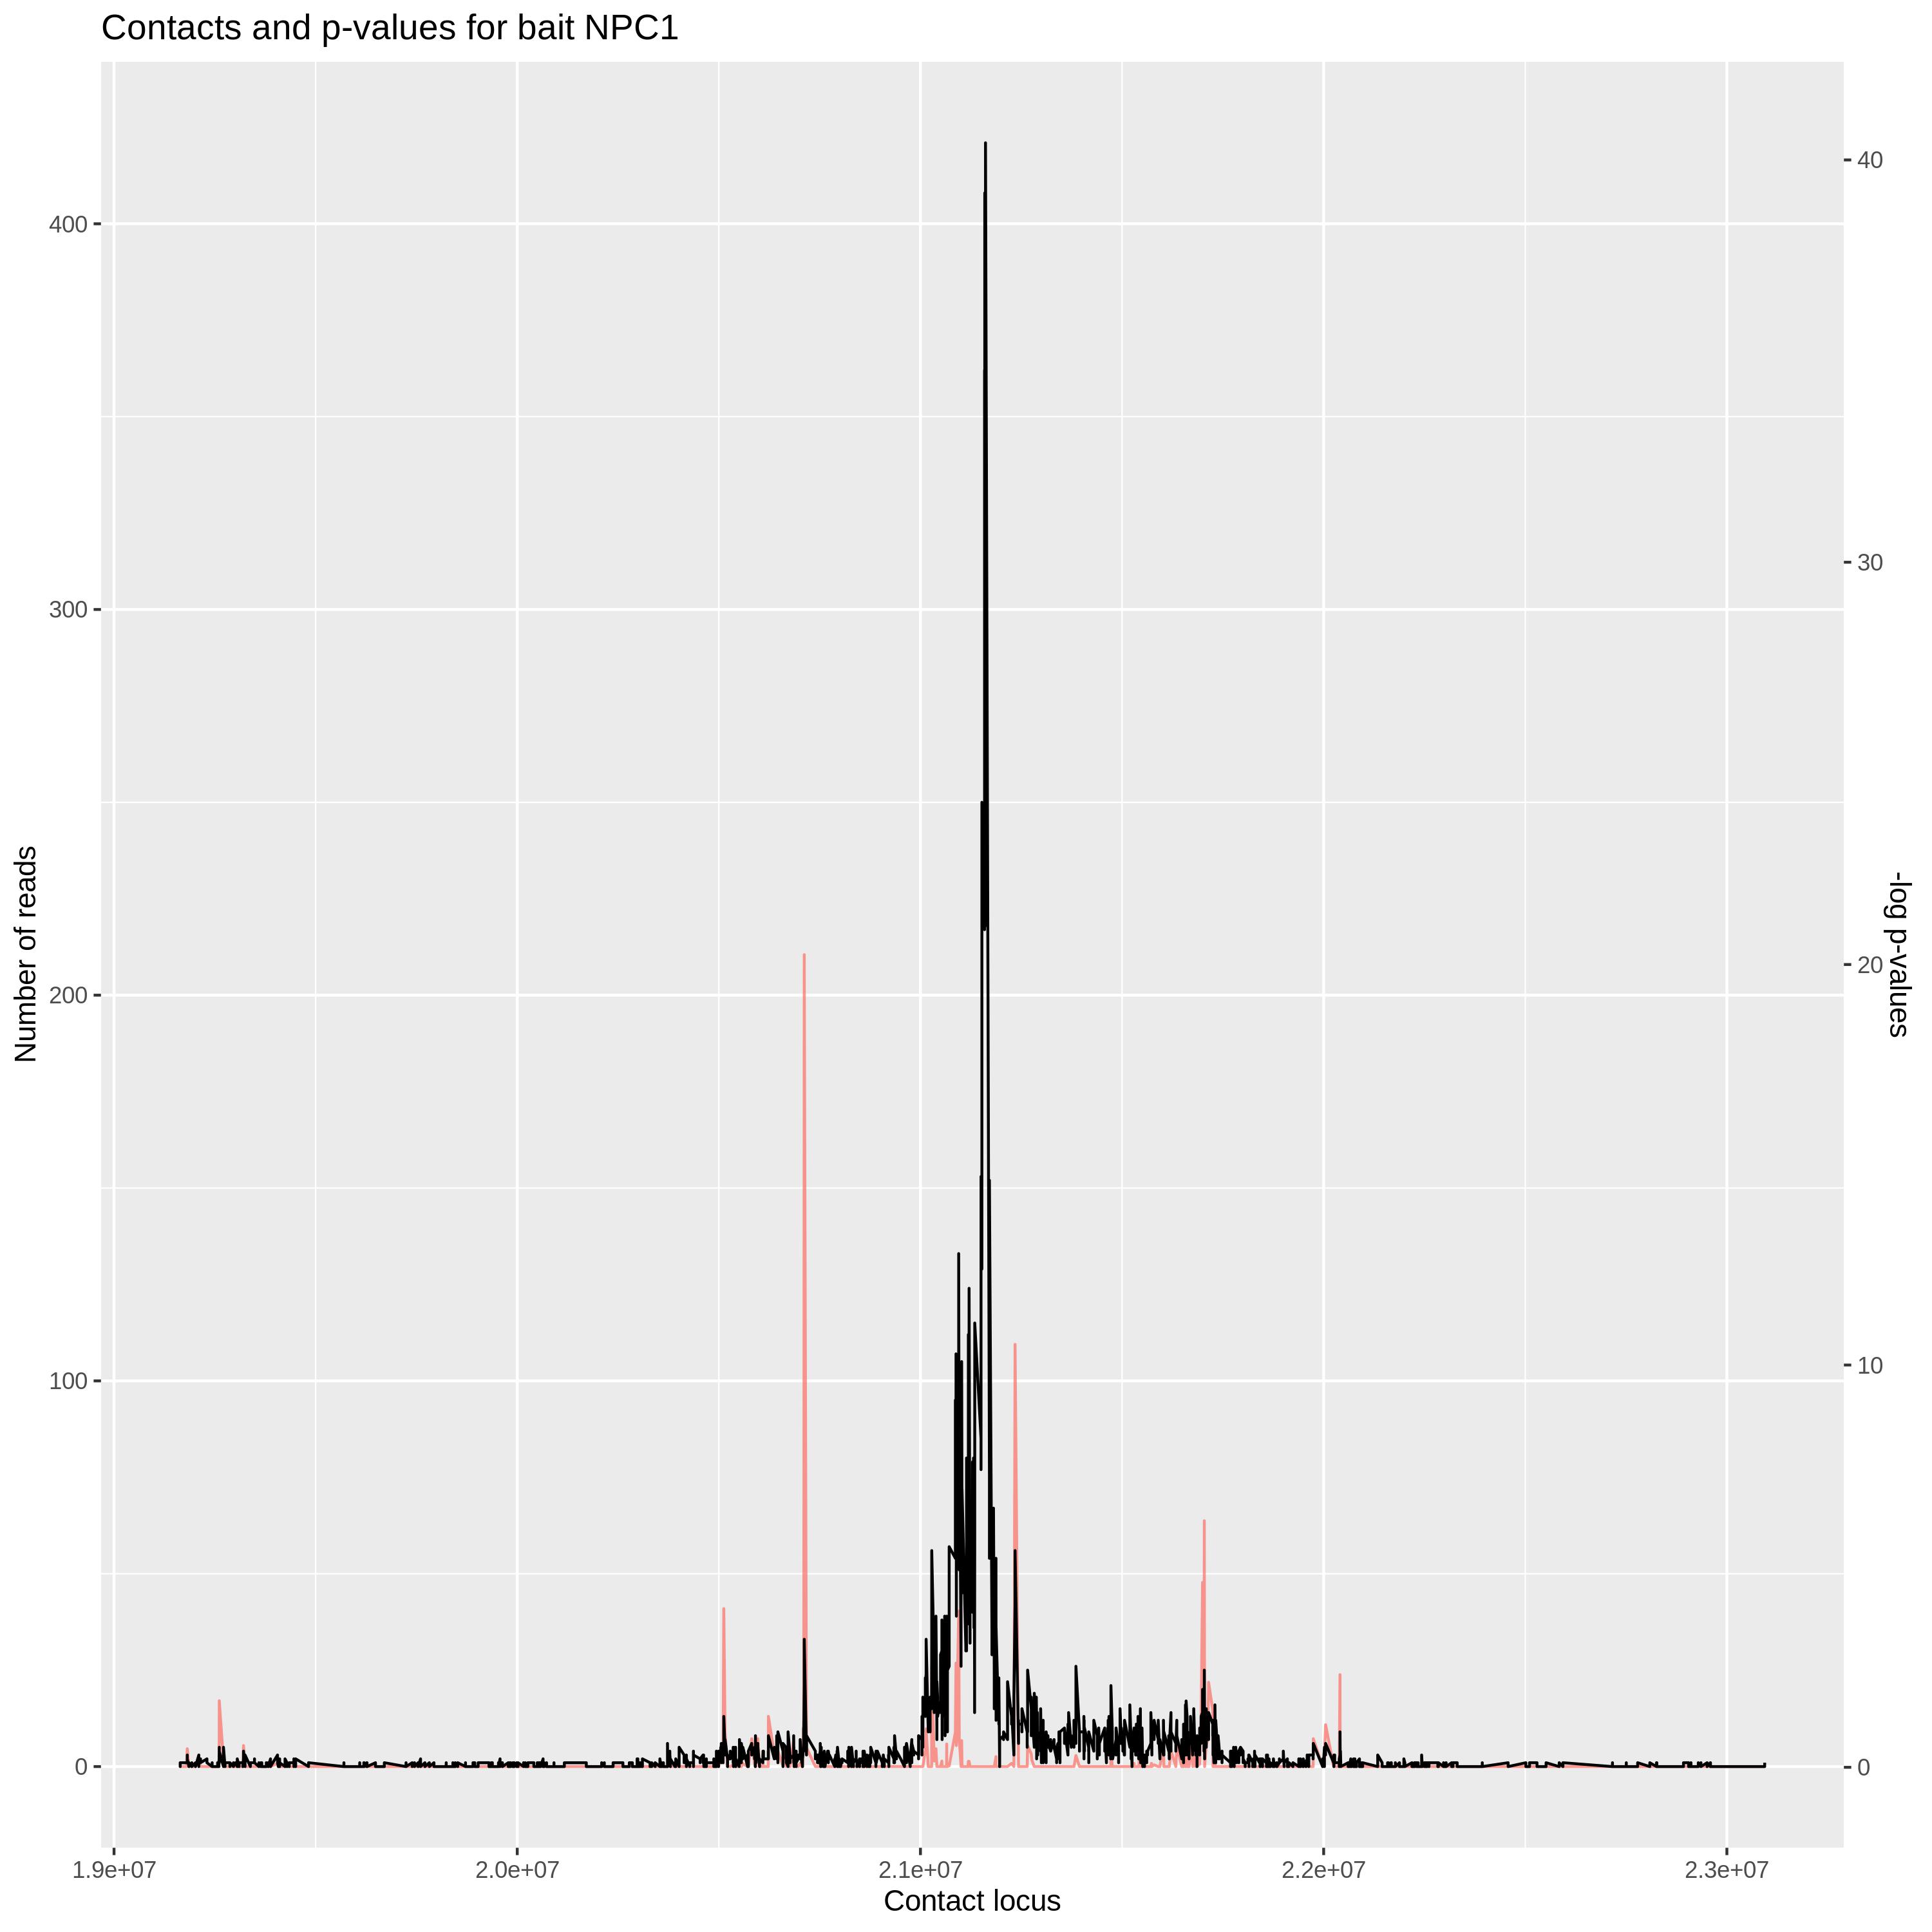 Contacts and p-values for bait NPC1
Number of reads
400
300
200
100
0
40
30
20
10
0
-log p-values
1.9e+07
2.0e+07
2.1e+07
2.2e+07
2.3e+07
Contact locus